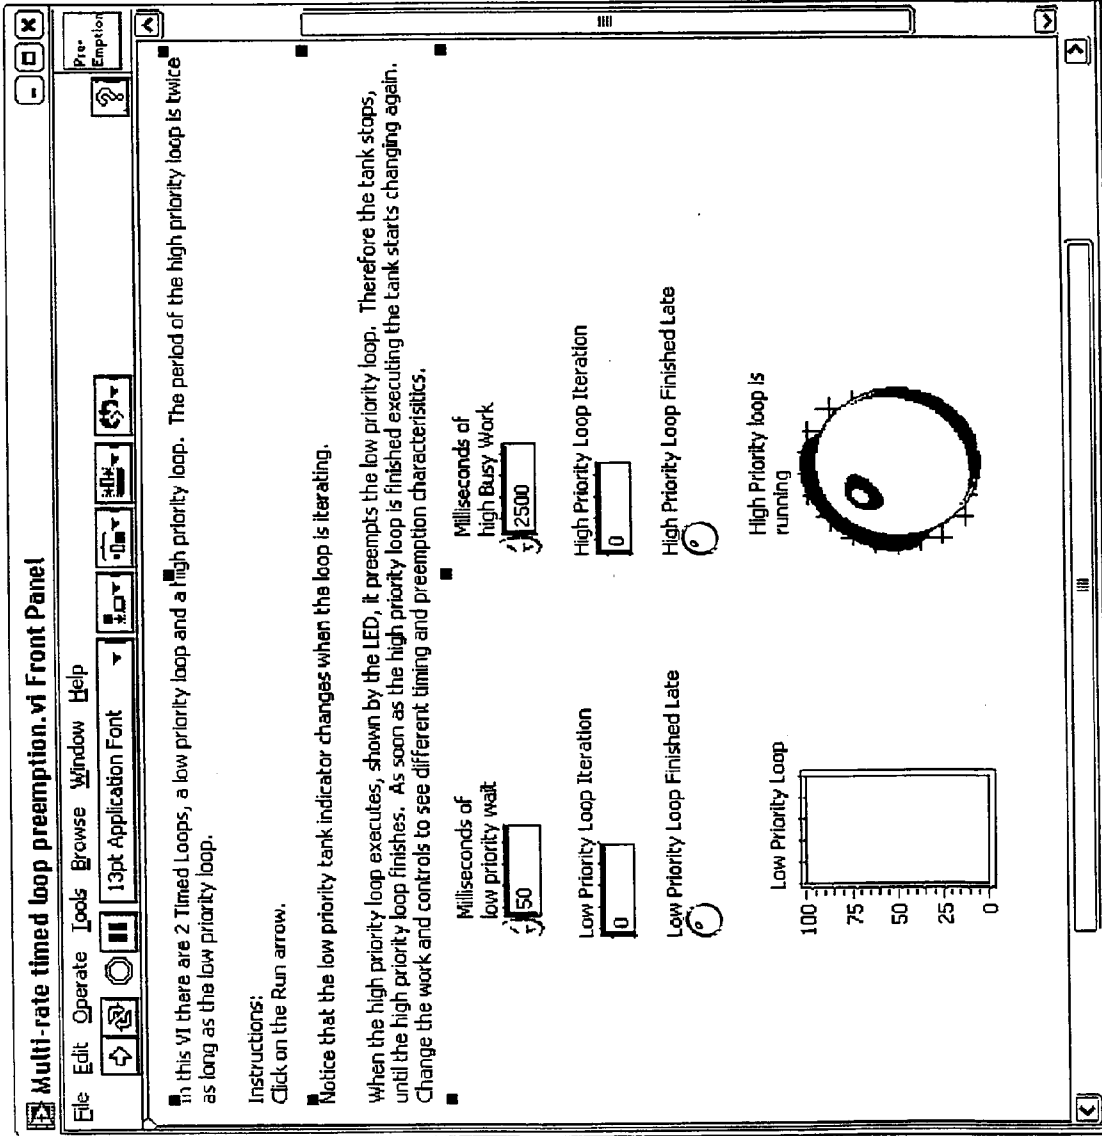 Multi-rate timed loop preemption.vi Front Panel
File Edit Operate Tools Browse Window Help
13pt Application Font
Pre-
Emption
In this VI there are 2 Timed Loops, a low priority loop and a high priority loop. The period of the high priority loop is twice
as long as the low priority loop.
Instructions:
Click on the Run arrow.
Notice that the low priority tank indicator changes when the loop is iterating.
When the high priority loop executes, shown by the LED, it preempts the low priority loop. Therefore the tank stops,
until the high priority loop finishes. As soon as the high priority loop is finished executing the tank starts changing again.
Change the work and controls to see different timing and preemption characterisitics.
Milliseconds of
low priority wait
50
Milliseconds of
high Busy Work
2500
Low Priority Loop Iteration
0
High Priority Loop Iteration
0
Low Priority Loop Finished Late
High Priority Loop Finished Late
Low Priority Loop
100
75
50
25
0
High Priority loop is
running